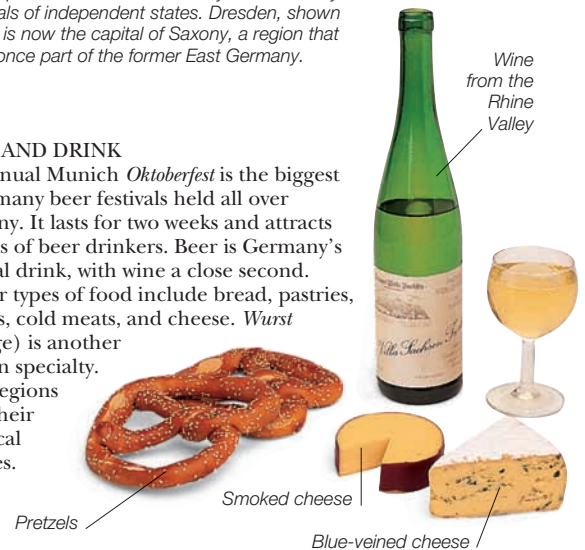 als of independent states. Dresden, shown
is now the capital of Saxony, a region that
once part of the former East Germany.
AND DRINK
nual Munich Oktoberfest is the biggest
many beer festivals held all over
ny. It lasts for two weeks and attracts
s of beer drinkers. Beer is Germany's
al drink, with wine a close second.
r types of food include bread, pastries,
s, cold meats, and cheese. Wurst
ge) is another
n specialty.
egions
heir
cal
es.
Wine
from the
Rhine
Valley
Villa Sachsen
Smoked cheese
Pretzels
Blue-veined cheese